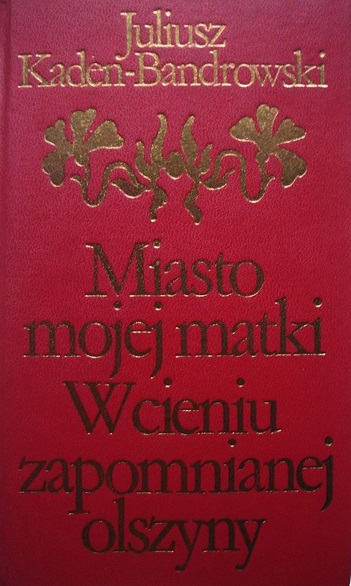 Juliusz
Kaden-Bandrowski
Miasto
mojej matki
W cieniu
zapomnianej
olszyny